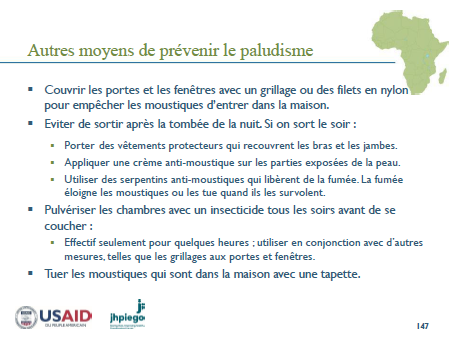 Autres moyens de prévenir le paludisme
▪ Couvrir les portes et les fenêtres avec un grillage ou des filets en nylon
pour empêcher les moustiques d'entrer dans la maison.
▪ Eviter de sortir après la tombée de la nuit. Si on sort le soir :
▪ Porter des vêtements protecteurs qui recouvrent les bras et les jambes.
▪ Appliquer une crème anti-moustique sur les parties exposées de la peau.
▪ Utiliser des serpentins anti-moustiques qui libèrent de la fumée. La fumée
éloigne les moustiques ou les tue quand ils les survolent.
▪ Pulvériser les chambres avec un insecticide tous les soirs avant de se
coucher :
▪ Effectif seulement pour quelques heures ; utiliser en conjonction avec d'autres
mesures, telles que les grillages aux portes et fenêtres.
▪ Tuer les moustiques qui sont dans la maison avec une tapette.
USAID
jhpiego
147